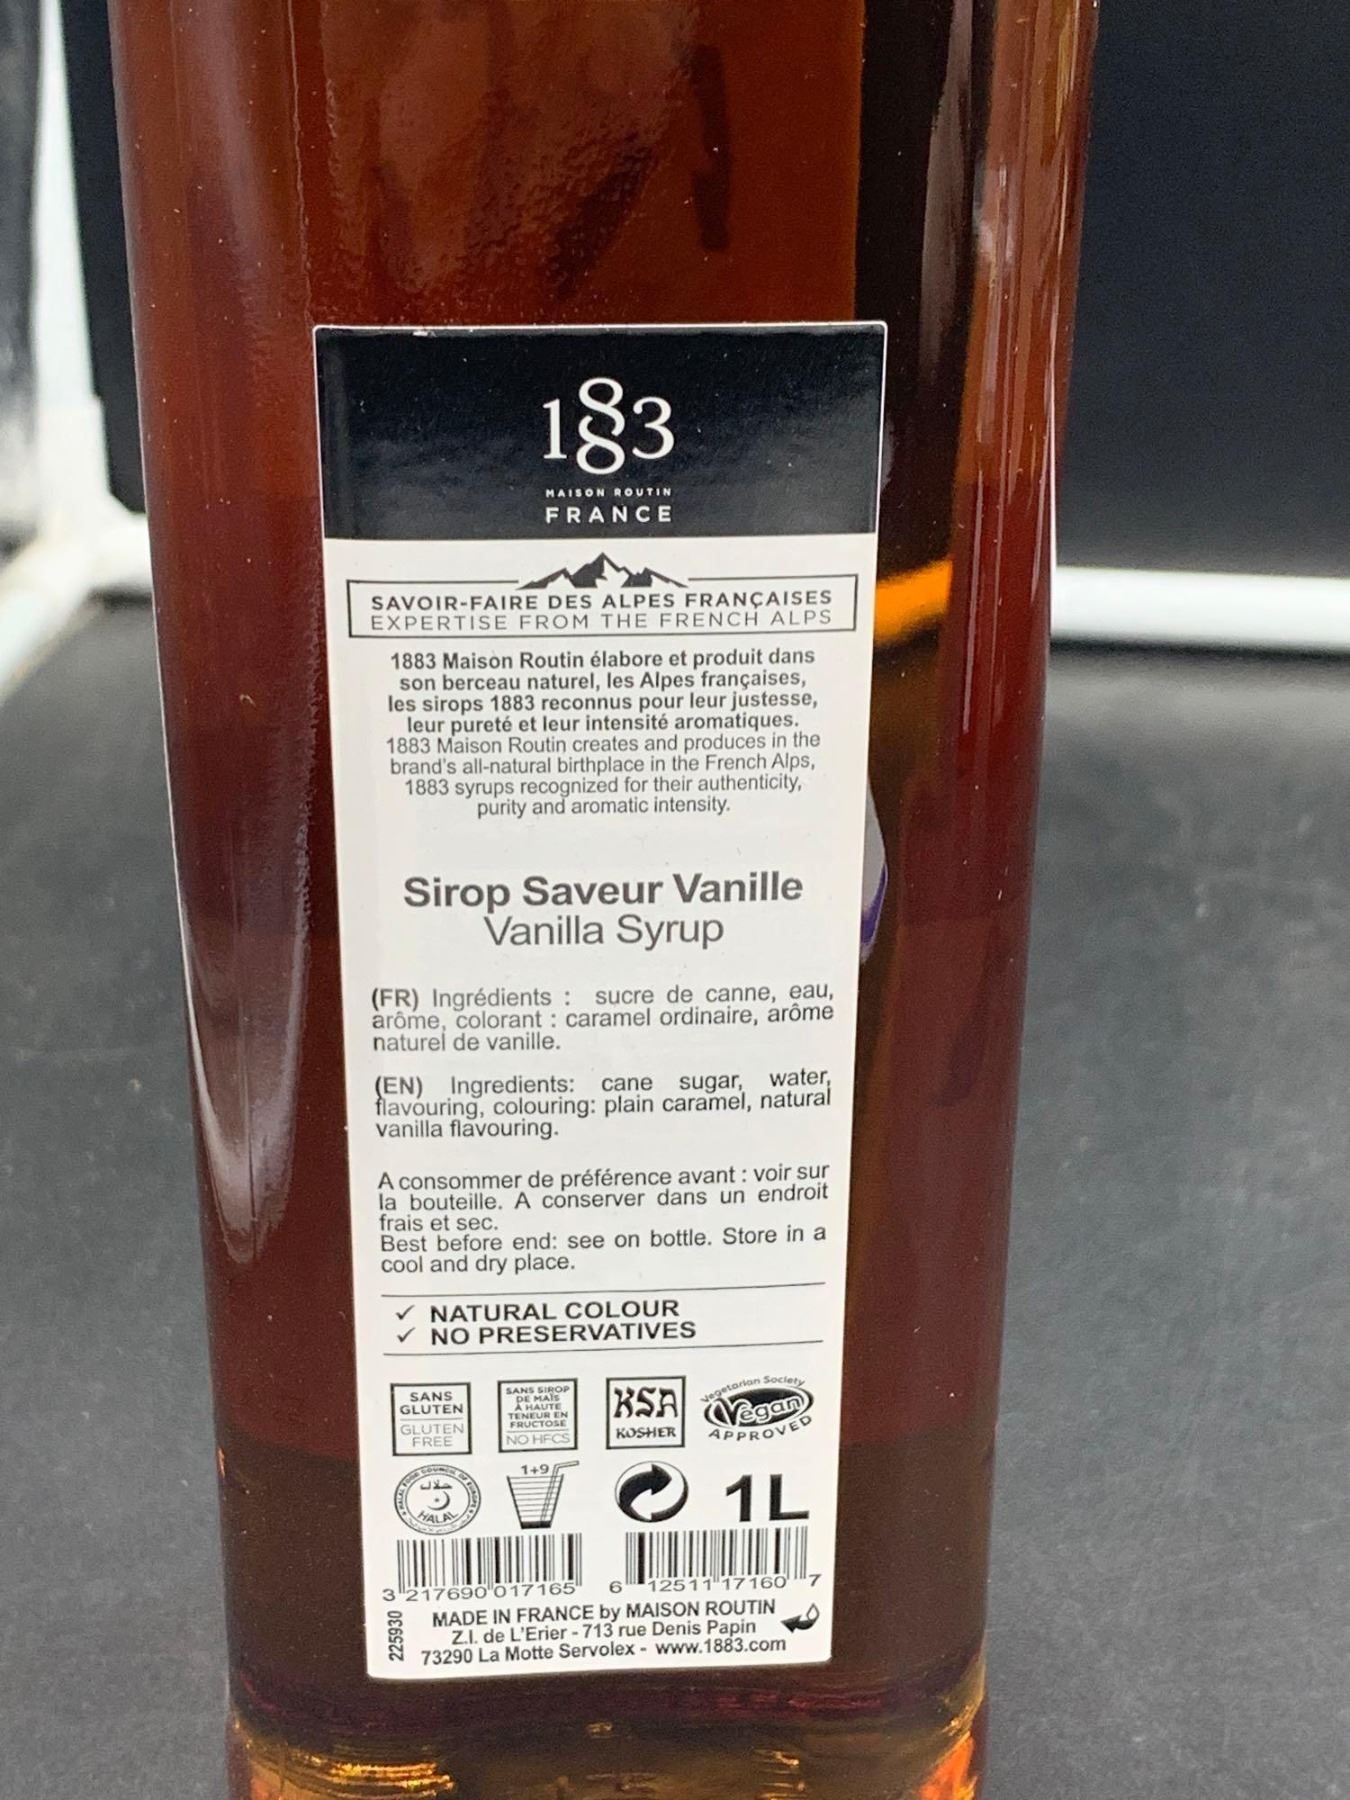 1883
MAISON ROUTIN
FRANCE
SAVOIR-FAIRE DES ALPES FRANÇAISES
EXPERTISE FROM THE FRENCH ALPS
1883 Maison Routin élabore et produit dans
son berceau naturel, les Alpes françaises,
les sirops 1883 reconnus pour leur justesse,
leur pureté et leur intensité aromatiques.
1883 Maison Routin creates and produces in the
brand's all-natural birthplace in the French Alps,
1883 syrups recognized for their authenticity,
purity and aromatic intensity.
Sirop Saveur Vanille
Vanilla Syrup
(FR) Ingrédients : sucre de canne, eau,
arôme, colorant : caramel ordinaire, arôme
naturel de vanille.
(EN) Ingredients: cane sugar, water,
flavouring, colouring: plain caramel, natural
vanilla flavouring.
A consommer de préférence avant : voir sur
la bouteille. A conserver dans un endroit
frais et sec.
Best before end: see on bottle. Store in a
cool and dry place.
✓ NATURAL COLOUR
✓ NO PRESERVATIVES
SANS
GLUTEN
GLUTEN
FREE
SANS SIROP
DE MAÏS
À HAUTE
TENEUR EN
FRUCTOSE
NO HFCS
KSA
KOSHER
Vegetarian Society
Vegan
APPROVED
HALAL FOOD COUNCIL OF EUROPE
حلال
HALAL
1+9
1L
3 217690 017165
6 12511 17160 7
225930
MADE IN FRANCE by MAISON ROUTIN
Z.I. de L'Erier - 713 rue Denis Papin
73290 La Motte Servolex - www.1883.com